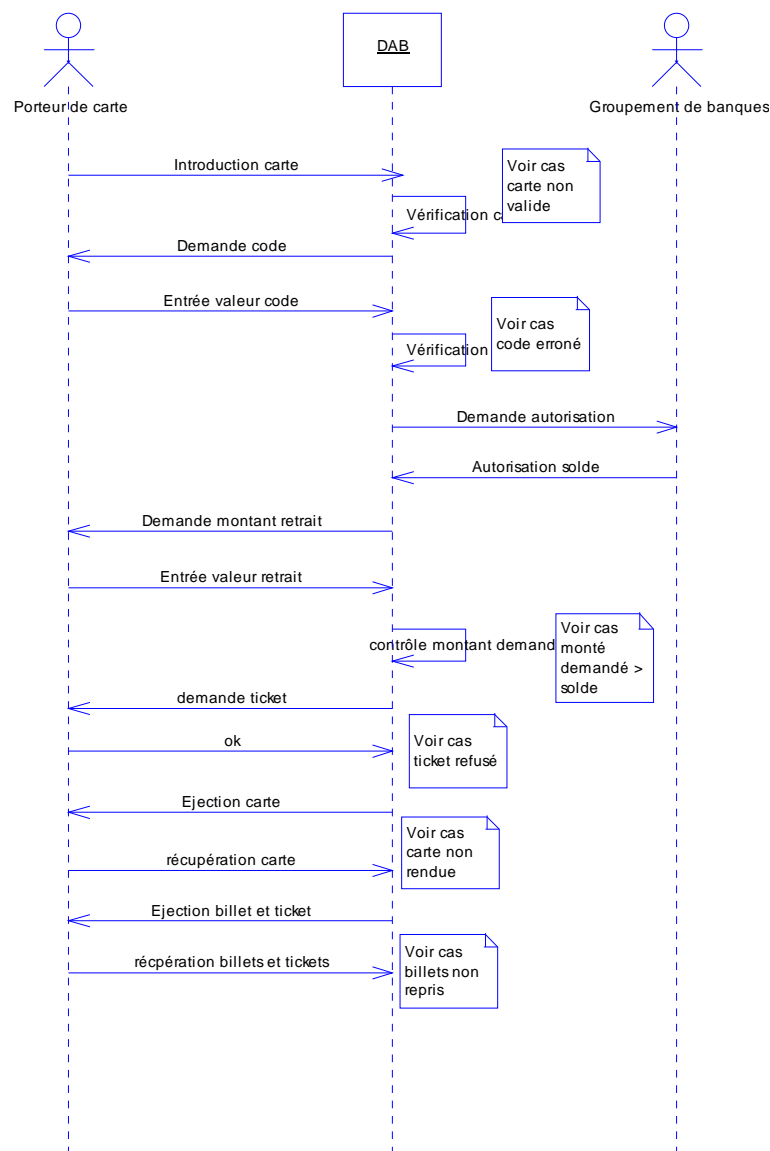 DAB
Porteur de carte
Groupement de banques
Introduction carte
Voir cas
carte non
valide
Vérification
Demande code
Entrée valeur code
Voir cas
code erroné
Vérification
Demande autorisation
Autorisation solde
Demande montant retrait
Entrée valeur retrait
Voir cas
monté
demandé >
solde
contrôle montant demand
demande ticket
ok
Voir cas
ticket refusé
Ejection carte
Voir cas
carte non
rendue
récupération carte
Ejection billet et ticket
Voir cas
billets non
repris
récpération billets et tickets